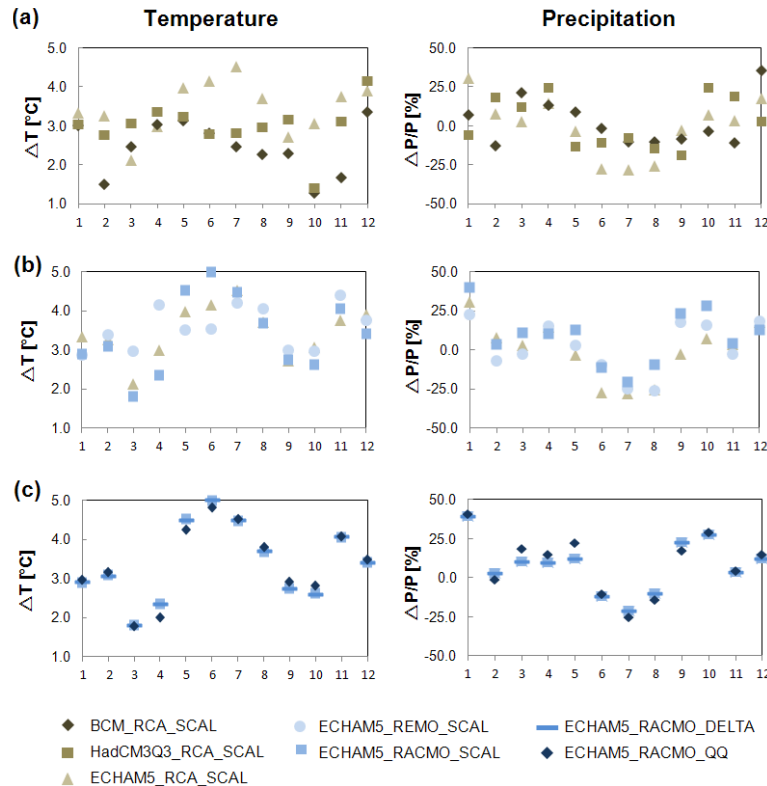 Temperature Precipitation
(a)
△T [°C]
5.0
4.0
3.0
2.0
1.0
1 2 3 4 5 6 7 8 9 10 11 12
△P/P [%]
50.0
25.0
0.0
-25.0
-50.0
1 2 3 4 5 6 7 8 9 10 11 12
(b)
△T [°C]
5.0
4.0
3.0
2.0
1.0
1 2 3 4 5 6 7 8 9 10 11 12
△P/P [%]
50.0
25.0
0.0
-25.0
-50.0
1 2 3 4 5 6 7 8 9 10 11 12
(c)
△T [°C]
5.0
4.0
3.0
2.0
1.0
1 2 3 4 5 6 7 8 9 10 11 12
△P/P [%]
50.0
25.0
0.0
-25.0
-50.0
1 2 3 4 5 6 7 8 9 10 11 12
BCM_RCA_SCAL
HadCM3Q3_RCA_SCAL
ECHAM5_RCA_SCAL
ECHAM5_REMO_SCAL
ECHAM5_RACMO_SCAL
ECHAM5_RACMO_DELTA
ECHAM5_RACMO_QQ